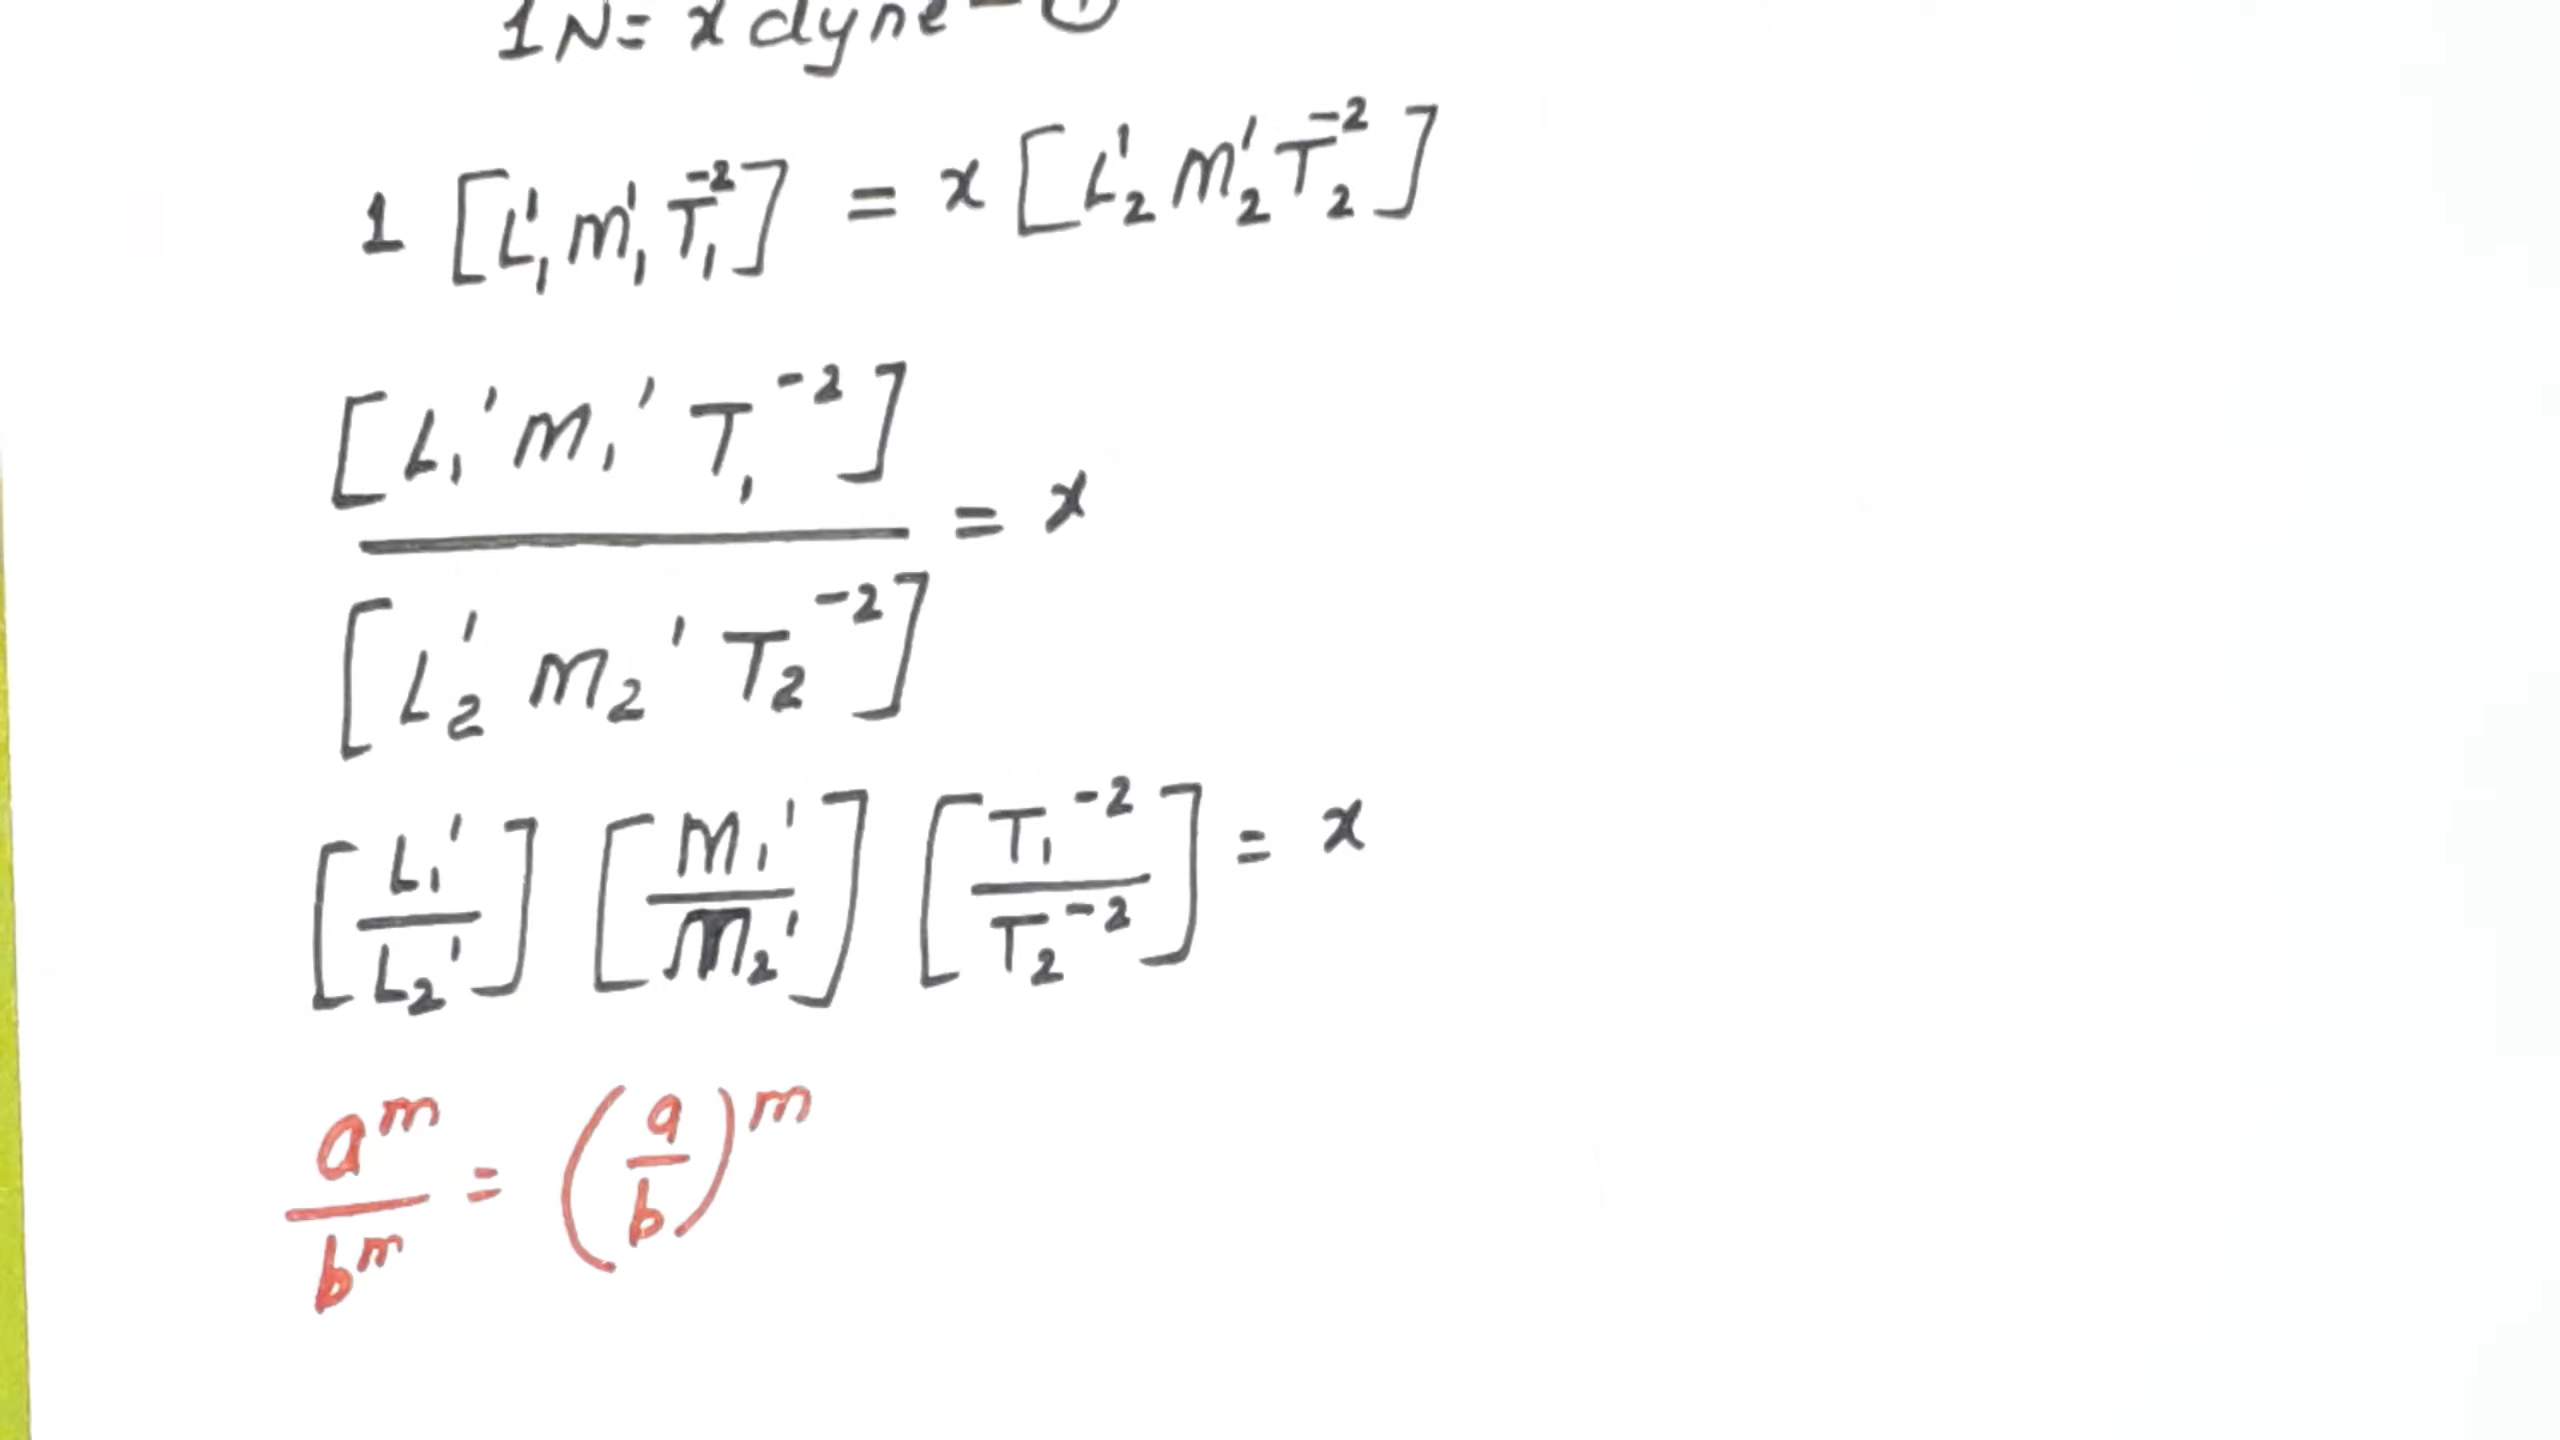 1N = x dyne - ①
1 [L₁¹ M₁¹ T₁⁻²] = x [L₂¹ M₂¹ T₂⁻²]
[L₁¹ M₁¹ T₁⁻²] / [L₂¹ M₂¹ T₂⁻²] = x
[L₁¹ / L₂¹] [M₁¹ / M₂¹] [T₁⁻² / T₂⁻²] = x
aᵐ / bᵐ = (a / b)ᵐ